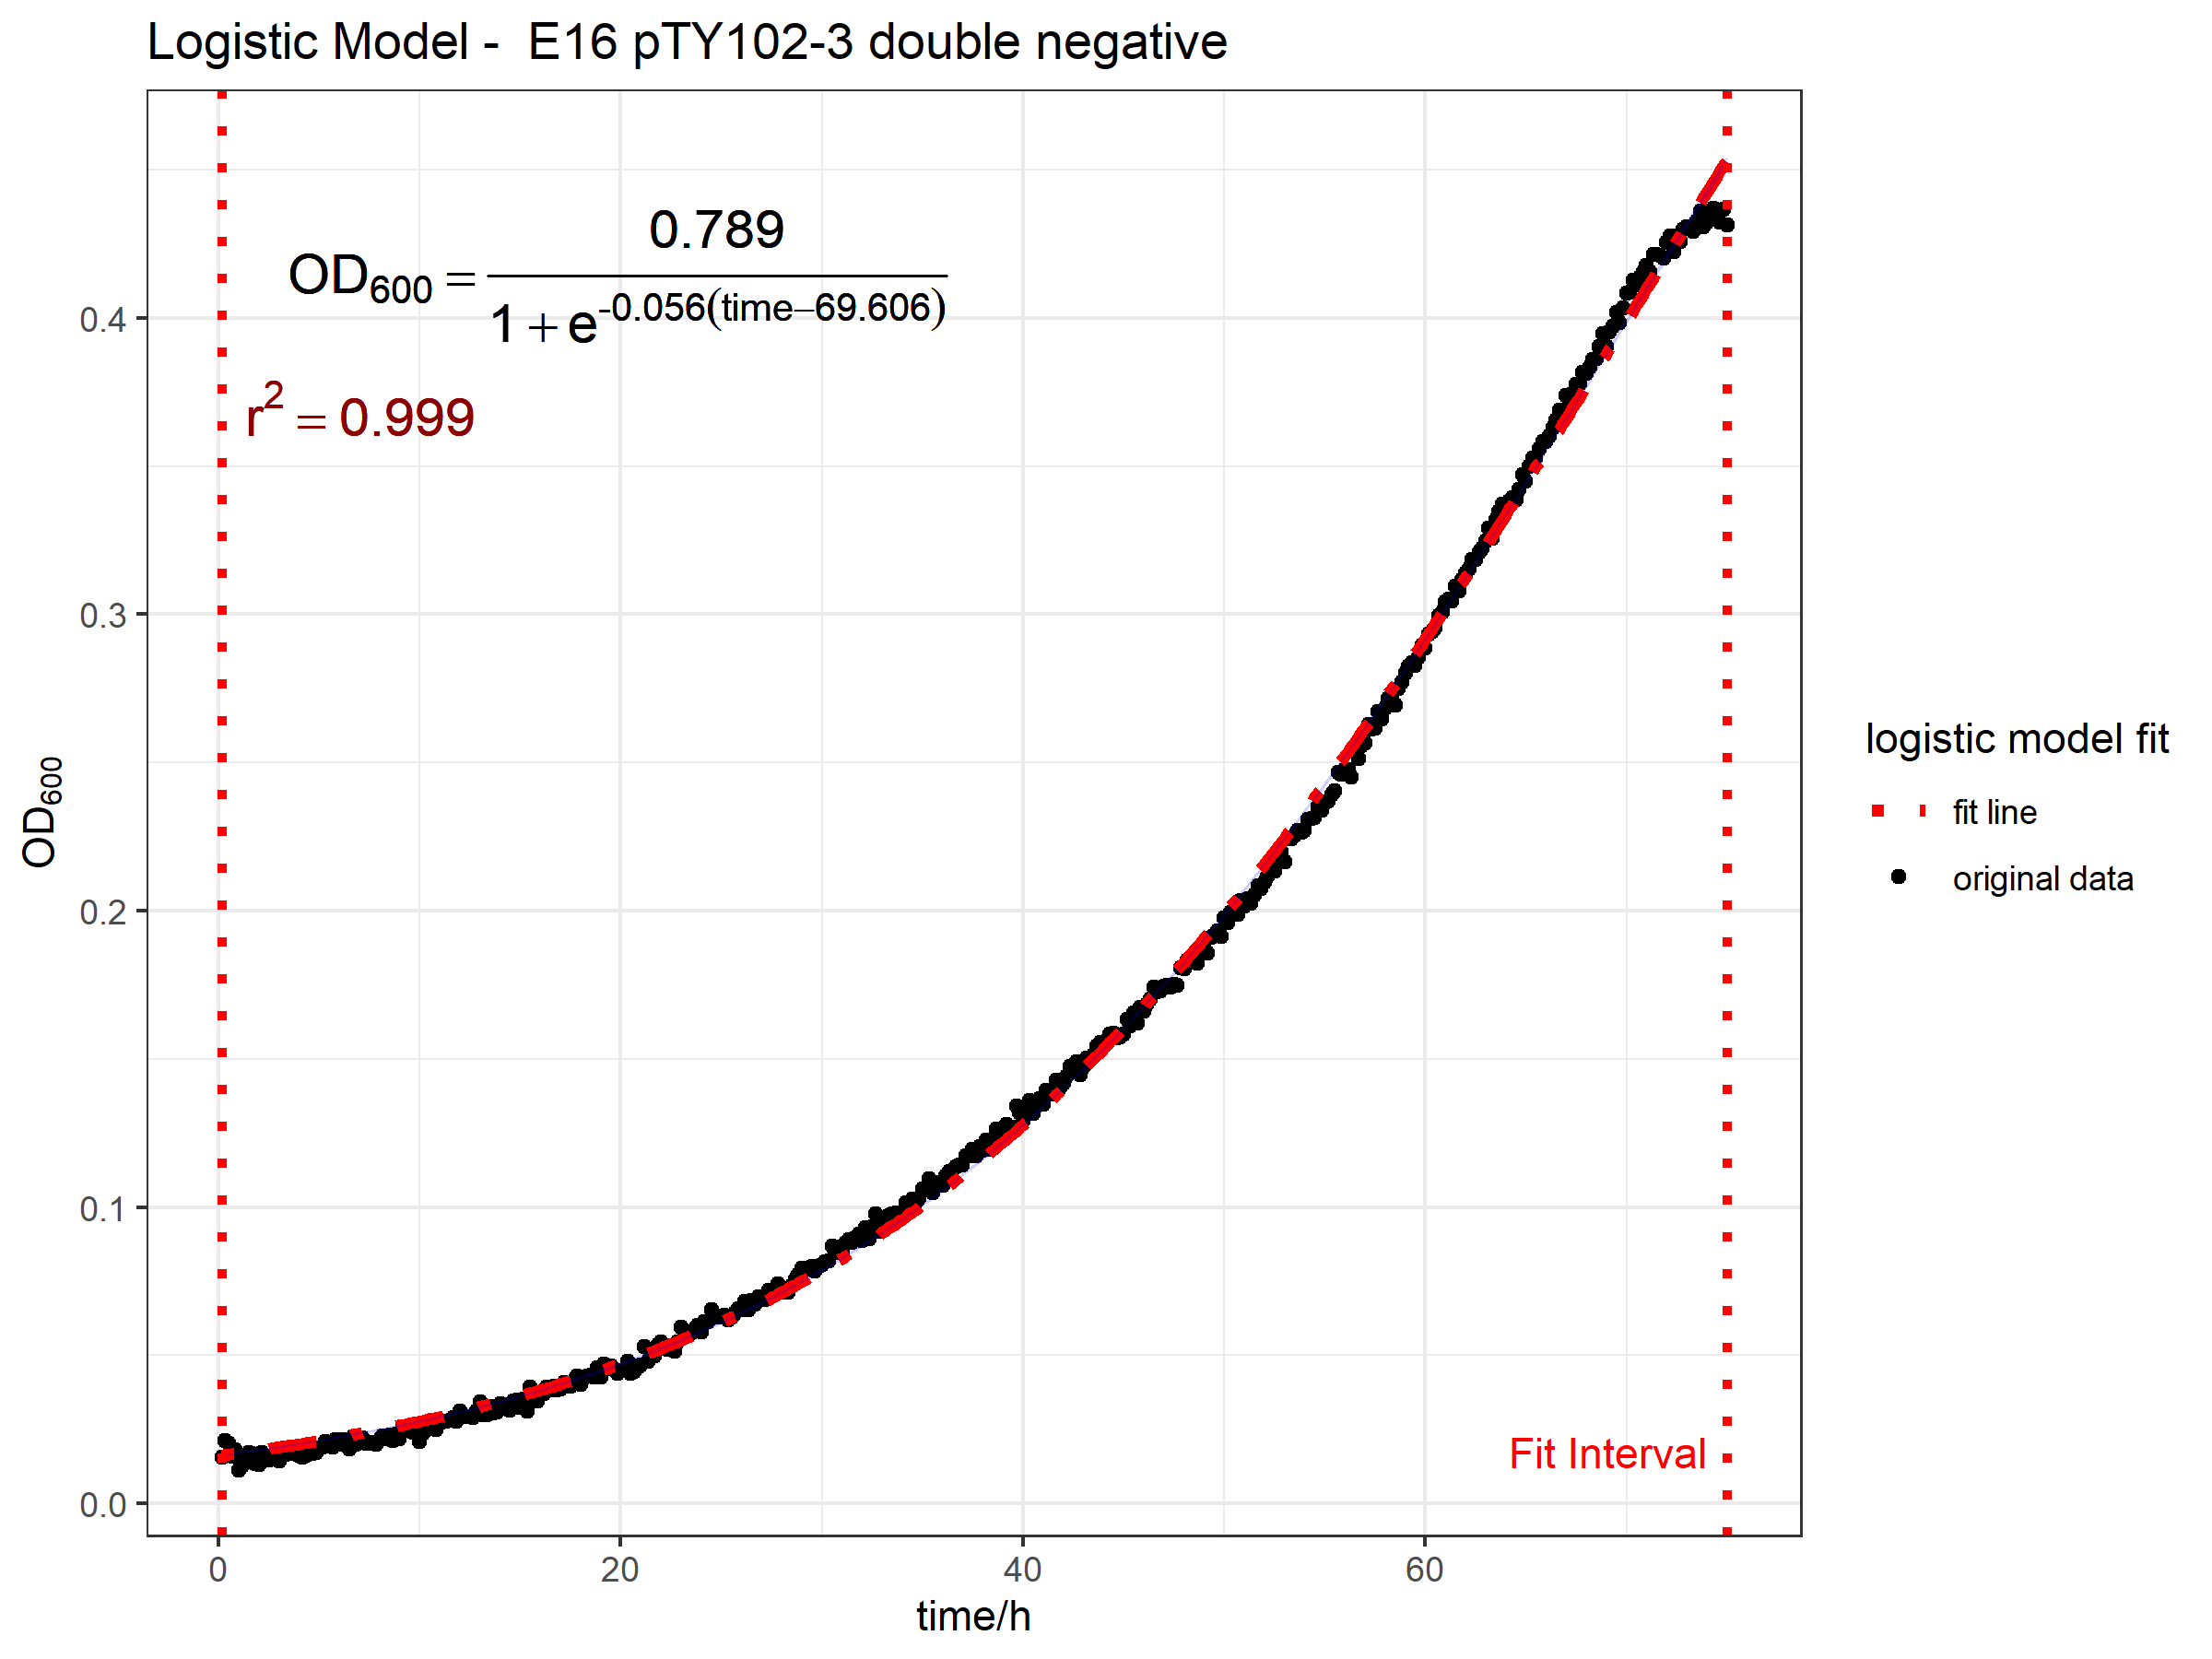 Logistic Model -  E16 pTY102-3 double negative
OD600 = 0.789 / 1 + e^-0.056(time−69.606)
r² = 0.999
0.4
0.3
0.2
0.1
0.0
OD600
0 20 40 60
time/h
Fit Interval
logistic model fit
fit line
original data